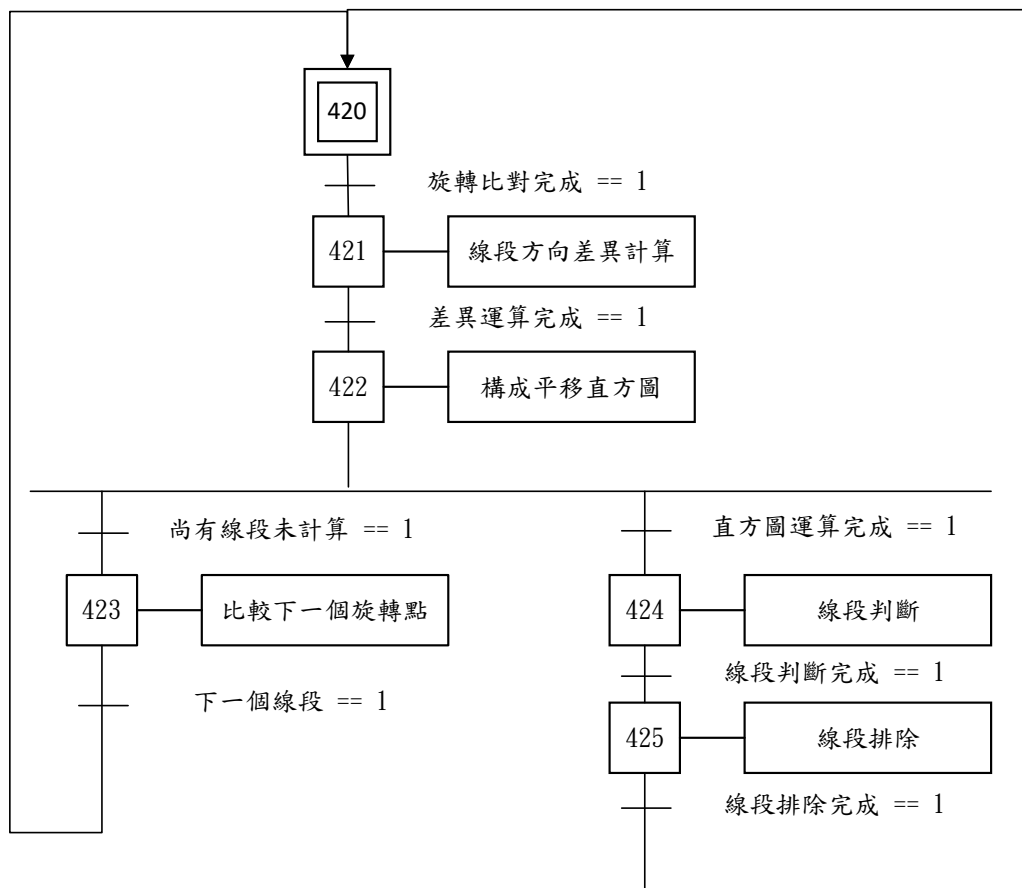 420
旋轉比對完成 == 1
421
線段方向差異計算
差異運算完成 == 1
422
構成平移直方圖
尚有線段未計算 == 1
直方圖運算完成 == 1
423
比較下一個旋轉點
424
線段判斷
下一個線段 == 1
線段判斷完成 == 1
425
線段排除
線段排除完成 == 1